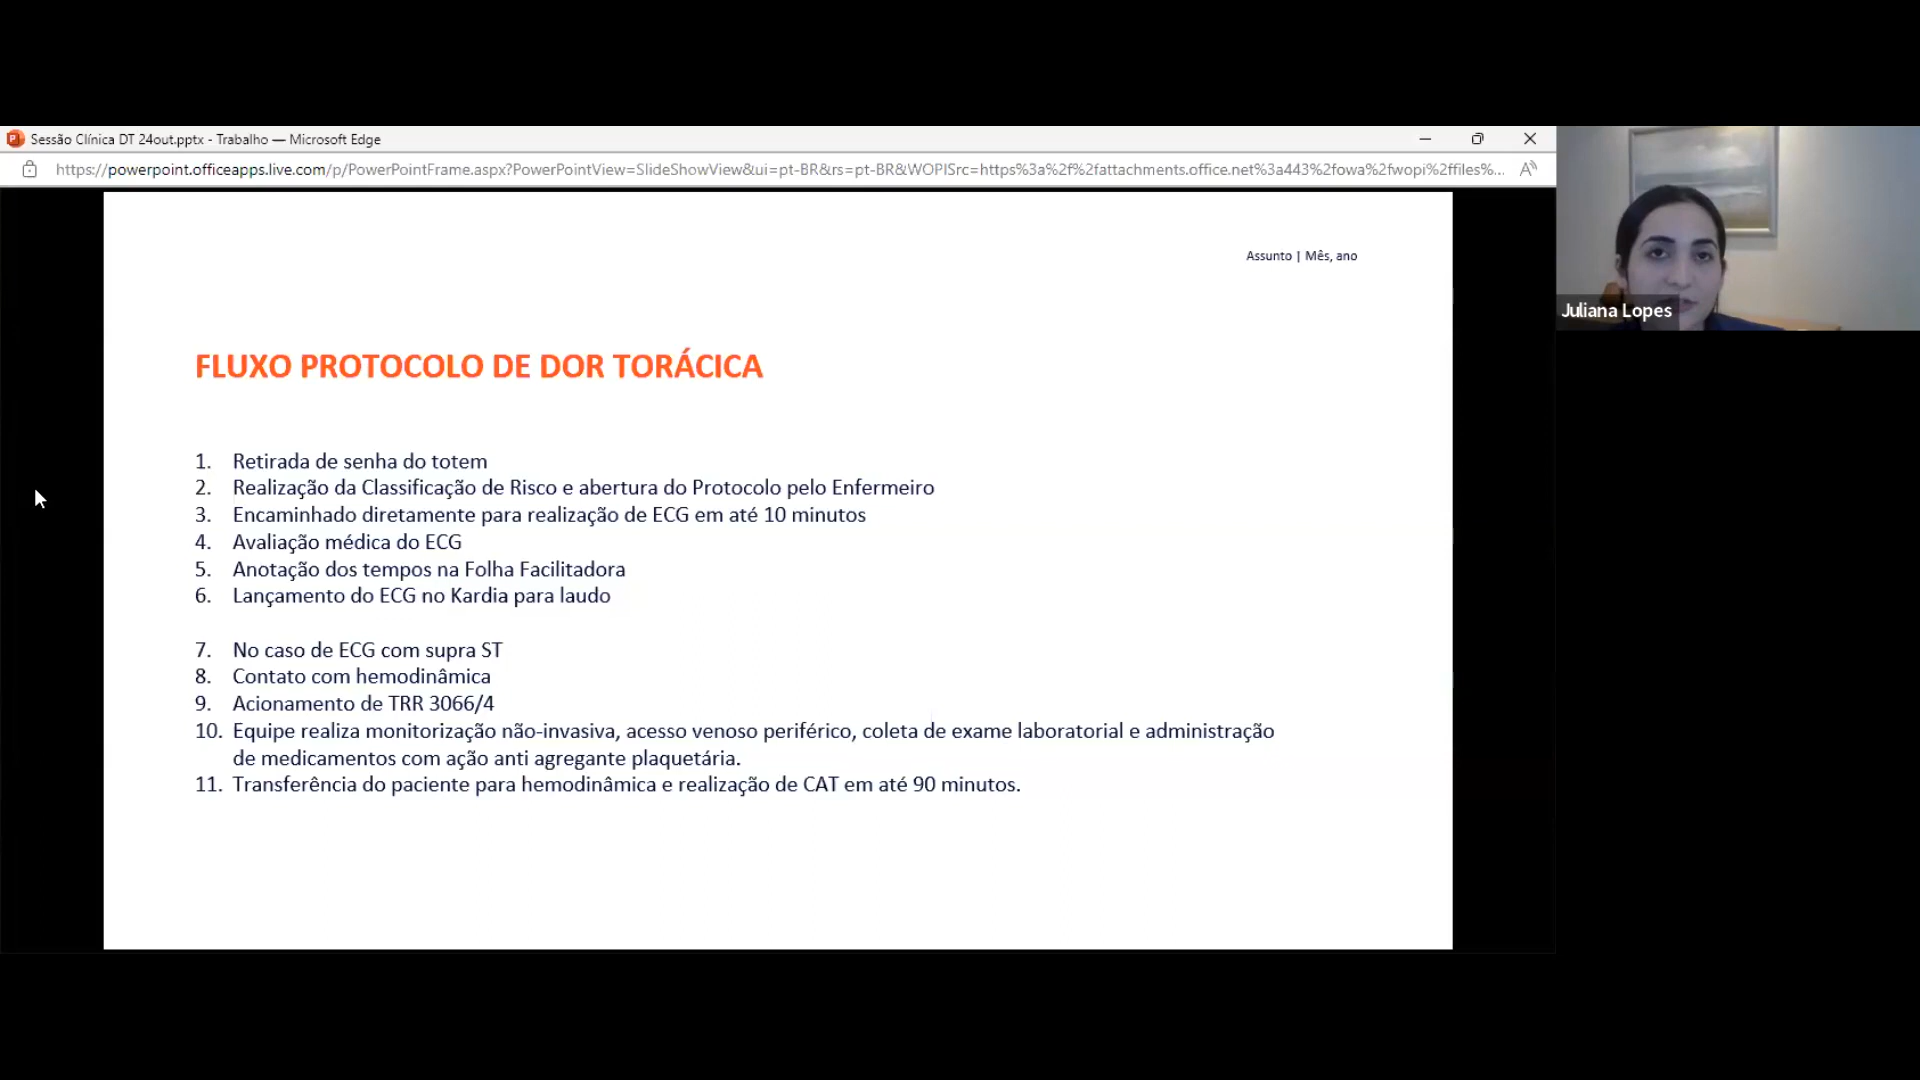 Sessão Clínica DT 24out.pptx - Trabalho — Microsoft Edge
https://powerpoint.officeapps.live.com/p/PowerPointFrame.aspx?PowerPointView=SlideShowView&ui=pt-BR&rs=pt-BR&WOPISrc=https%3a%2f%2fattachments.office.net%3a443%2fowa%2fwopi%2ffiles%...
Juliana Lopes
Assunto | Mês, ano
FLUXO PROTOCOLO DE DOR TORÁCICA
1. Retirada de senha do totem
2. Realização da Classificação de Risco e abertura do Protocolo pelo Enfermeiro
3. Encaminhado diretamente para realização de ECG em até 10 minutos
4. Avaliação médica do ECG
5. Anotação dos tempos na Folha Facilitadora
6. Lançamento do ECG no Kardia para laudo
7. No caso de ECG com supra ST
8. Contato com hemodinâmica
9. Acionamento de TRR 3066/4
10. Equipe realiza monitorização não-invasiva, acesso venoso periférico, coleta de exame laboratorial e administração
de medicamentos com ação anti agregante plaquetária.
11. Transferência do paciente para hemodinâmica e realização de CAT em até 90 minutos.